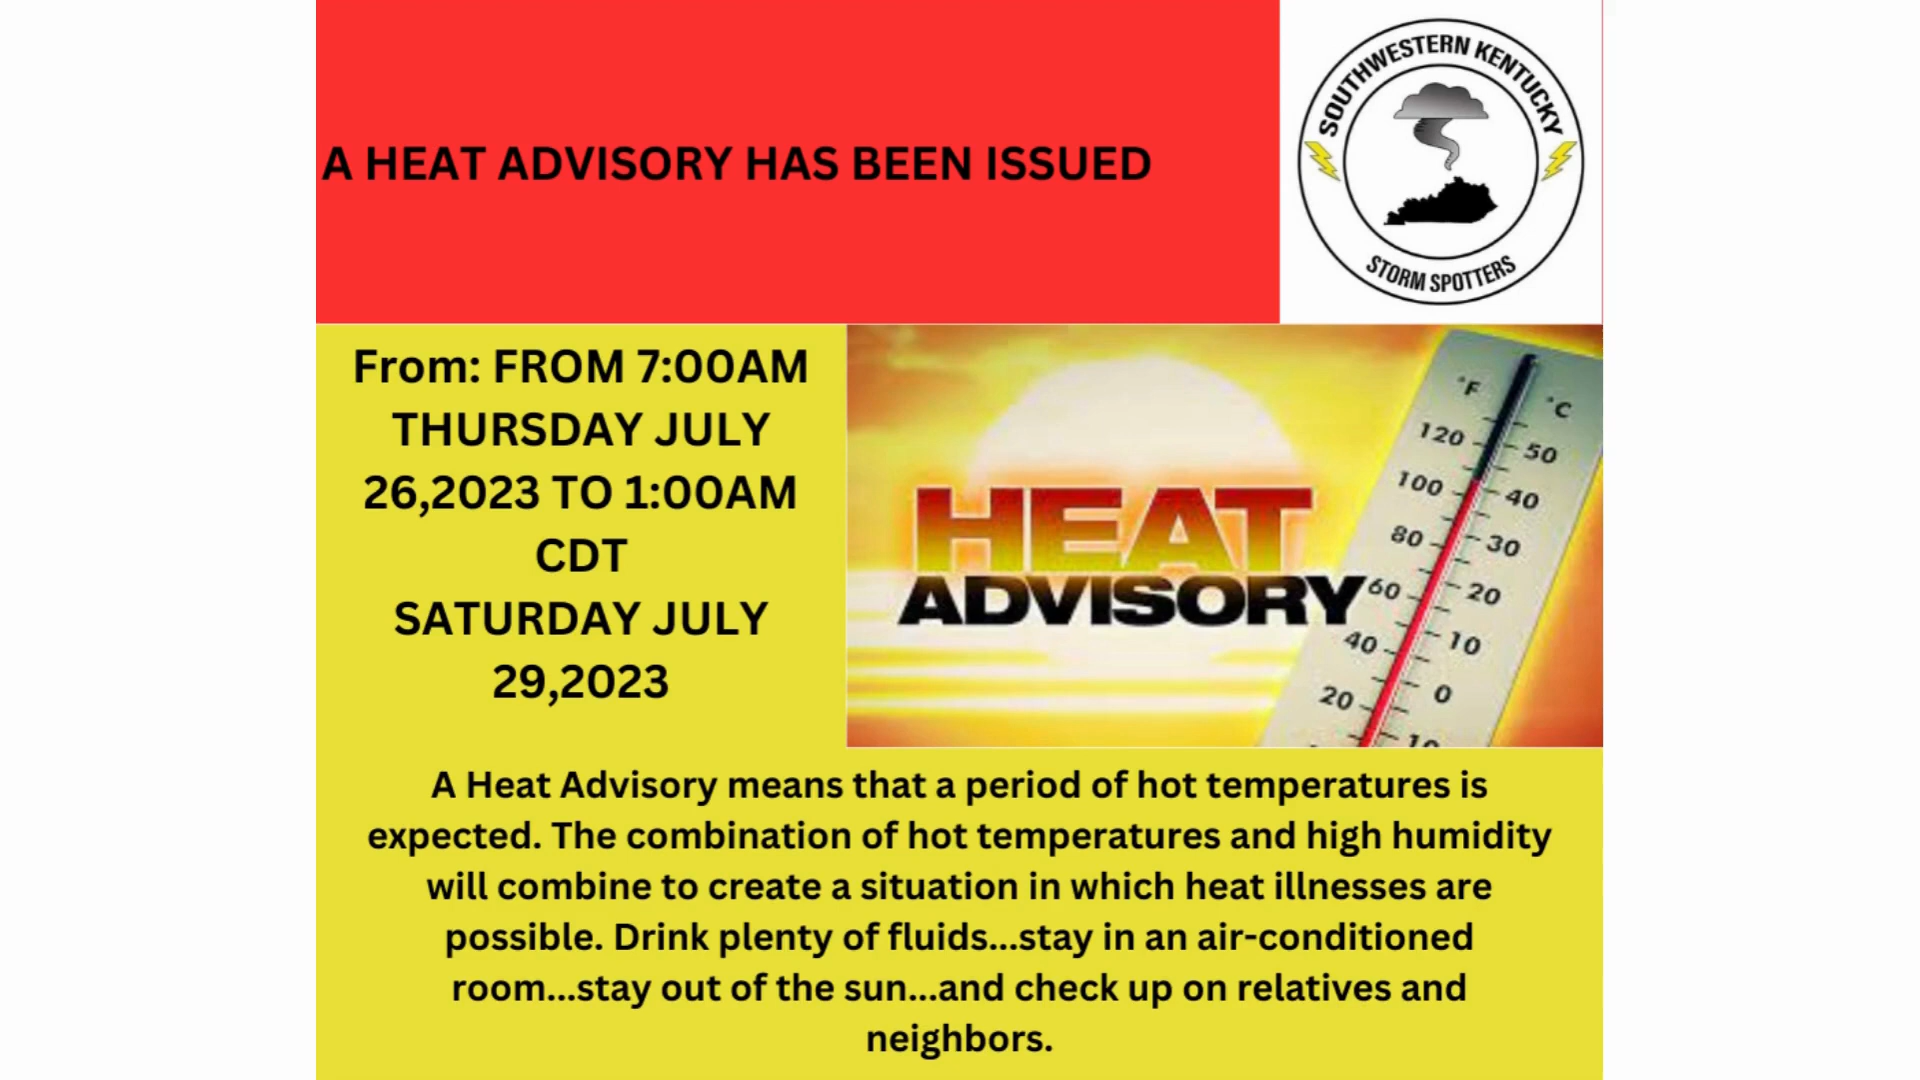 A HEAT ADVISORY HAS BEEN ISSUED
SOUTHWESTERN KENTUCKY
STORM SPOTTERS
From: FROM 7:00AM
THURSDAY JULY
26,2023 TO 1:00AM
CDT
SATURDAY JULY
29,2023
HEAT
ADVISORY
°F °C
120 50
100 40
80 30
60 20
40 10
20 0
10
A Heat Advisory means that a period of hot temperatures is
expected. The combination of hot temperatures and high humidity
will combine to create a situation in which heat illnesses are
possible. Drink plenty of fluids...stay in an air-conditioned
room...stay out of the sun...and check up on relatives and
neighbors.